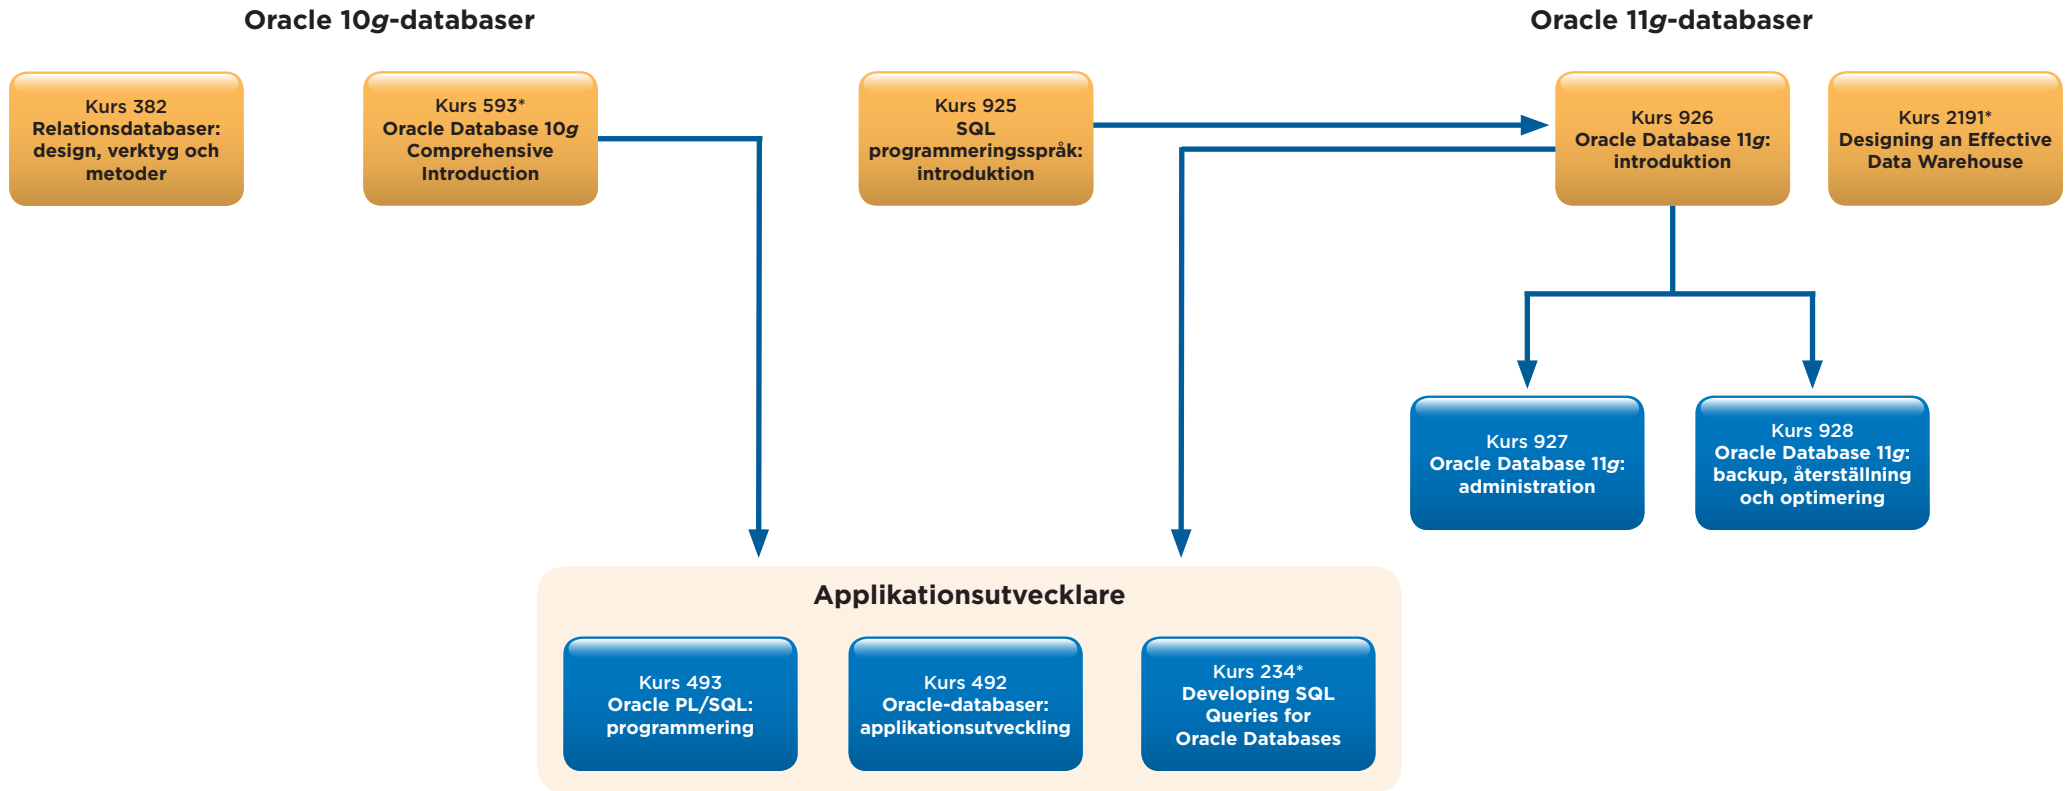 Oracle 10g-databaser
Oracle 11g-databaser
Kurs 382
Relationsdatabaser:
design, verktyg och
metoder
Kurs 593*
Oracle Database 10g
Comprehensive
Introduction
Kurs 925
SQL
programmeringsspråk:
introduktion
Kurs 926
Oracle Database 11g:
introduktion
Kurs 2191*
Designing an Effective
Data Warehouse
Kurs 927
Oracle Database 11g:
administration
Kurs 928
Oracle Database 11g:
backup, återställning
och optimering
Applikationsutvecklare
Kurs 493
Oracle PL/SQL:
programmering
Kurs 492
Oracle-databaser:
applikationsutveckling
Kurs 234*
Developing SQL
Queries for
Oracle Databases